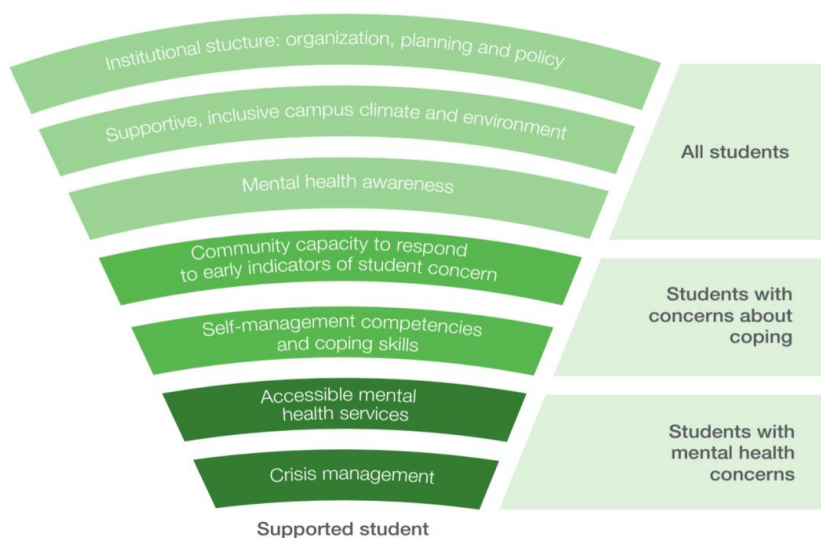 Institutional stucture: organization, planning and policy
Supportive, inclusive campus climate and environment
Mental health awareness
All students
Community capacity to respond
to early indicators of student concern
Self-management competencies
and coping skills
Students with
concerns about
coping
Accessible mental
health services
Crisis management
Students with
mental health
concerns
Supported student